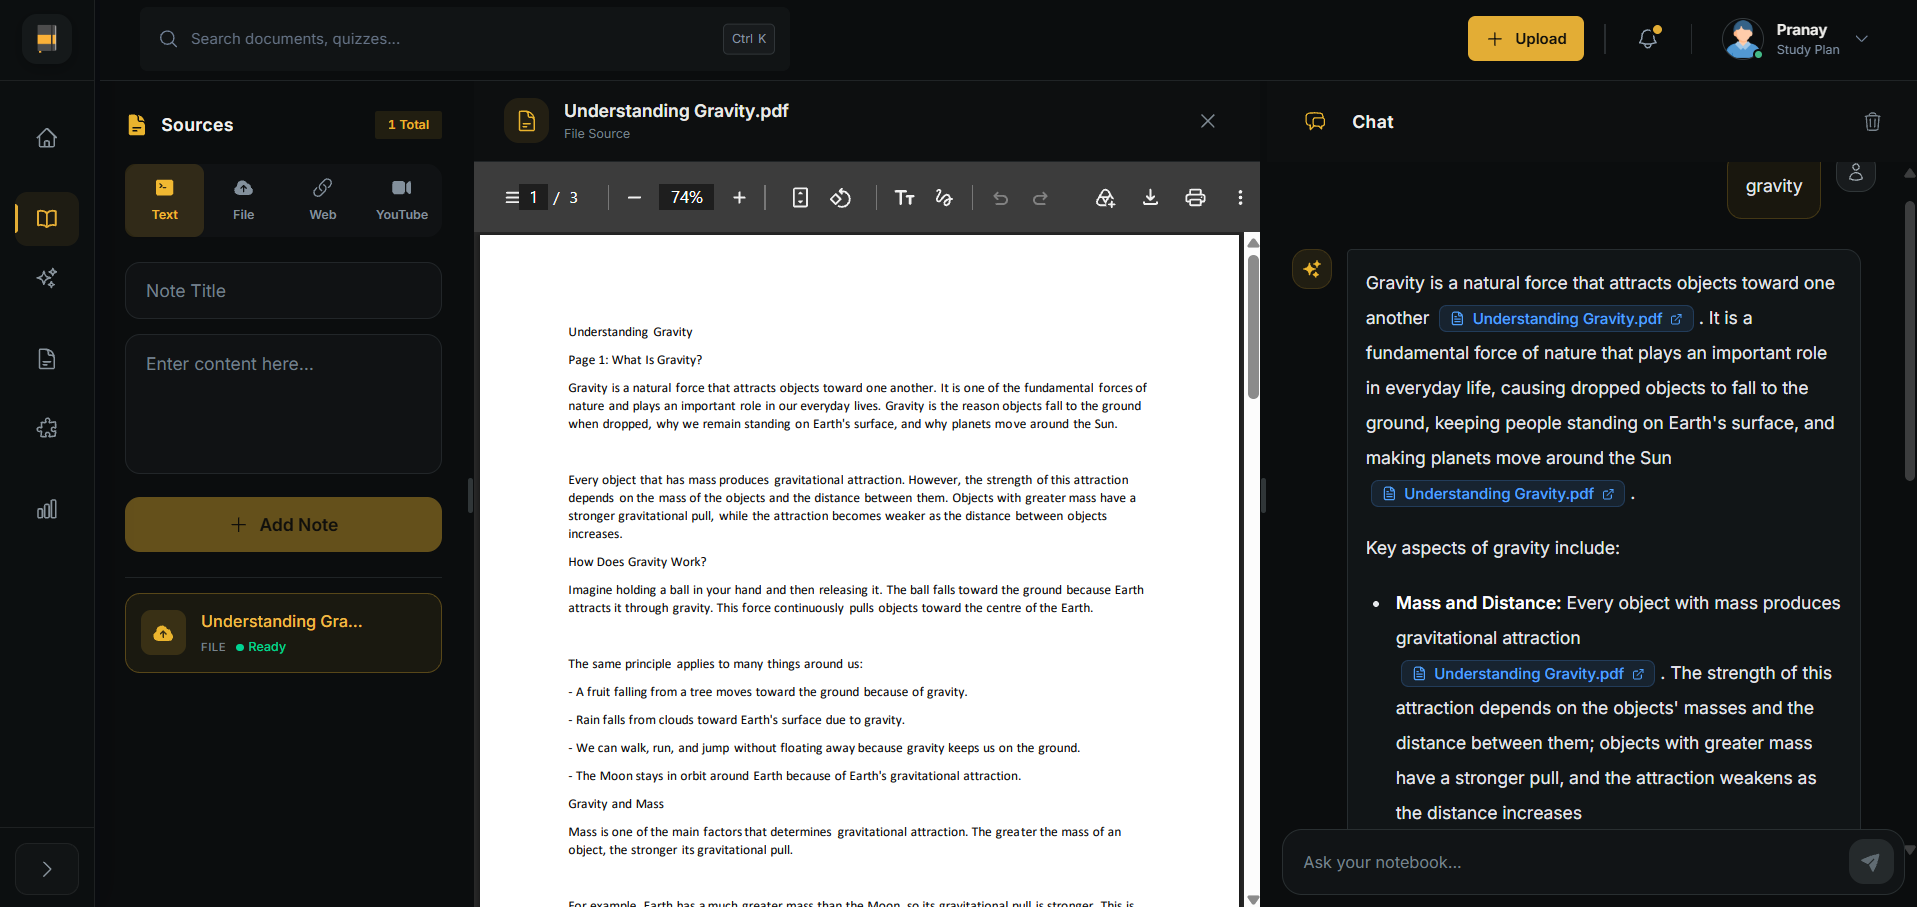 Search documents, quizzes...
Ctrl K
Upload
Pranay
Study Plan
Sources
1 Total
Text
File
Web
YouTube
Note Title
Enter content here...
Add Note
Understanding Gra...
FILE
Ready
Understanding Gravity.pdf
File Source
1 / 3
74%
Understanding Gravity
Page 1: What Is Gravity?
Gravity is a natural force that attracts objects toward one another. It is one of the fundamental forces of
nature and plays an important role in our everyday lives. Gravity is the reason objects fall to the ground
when dropped, why we remain standing on Earth's surface, and why planets move around the Sun.
Every object that has mass produces gravitational attraction. However, the strength of this attraction
depends on the mass of the objects and the distance between them. Objects with greater mass have a
stronger gravitational pull, while the attraction becomes weaker as the distance between objects
increases.
How Does Gravity Work?
Imagine holding a ball in your hand and then releasing it. The ball falls toward the ground because Earth
attracts it through gravity. This force continuously pulls objects toward the centre of the Earth.
The same principle applies to many things around us:
- A fruit falling from a tree moves toward the ground because of gravity.
- Rain falls from clouds toward Earth's surface due to gravity.
- We can walk, run, and jump without floating away because gravity keeps us on the ground.
- The Moon stays in orbit around Earth because of Earth's gravitational attraction.
Gravity and Mass
Mass is one of the main factors that determines gravitational attraction. The greater the mass of an
object, the stronger its gravitational pull.
For example, Earth has a much greater mass than the Moon, so its gravitational pull is stronger. This is
Chat
gravity
Gravity is a natural force that attracts objects toward one
another Understanding Gravity.pdf . It is a
fundamental force of nature that plays an important role
in everyday life, causing dropped objects to fall to the
ground, keeping people standing on Earth's surface, and
making planets move around the Sun
Understanding Gravity.pdf .
Key aspects of gravity include:
• Mass and Distance: Every object with mass produces
gravitational attraction
Understanding Gravity.pdf . The strength of this
attraction depends on the objects' masses and the
distance between them; objects with greater mass
have a stronger pull, and the attraction weakens as
the distance increases
Ask your notebook...